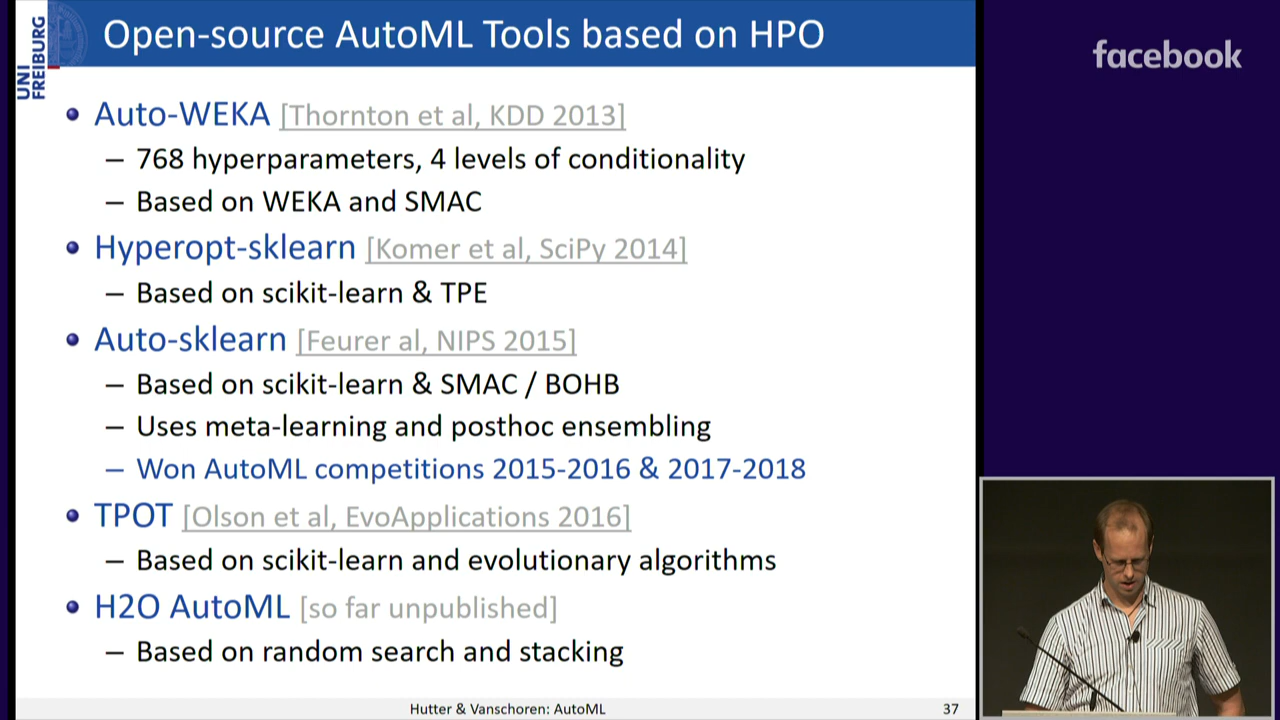 UNI
FREIBURG
Open-source AutoML Tools based on HPO
facebook
• Auto-WEKA [Thornton et al, KDD 2013]
– 768 hyperparameters, 4 levels of conditionality
– Based on WEKA and SMAC
• Hyperopt-sklearn [Komer et al, SciPy 2014]
– Based on scikit-learn & TPE
• Auto-sklearn [Feurer al, NIPS 2015]
– Based on scikit-learn & SMAC / BOHB
– Uses meta-learning and posthoc ensembling
– Won AutoML competitions 2015-2016 & 2017-2018
• TPOT [Olson et al, EvoApplications 2016]
– Based on scikit-learn and evolutionary algorithms
• H2O AutoML [so far unpublished]
– Based on random search and stacking
Hutter & Vanschoren: AutoML
37